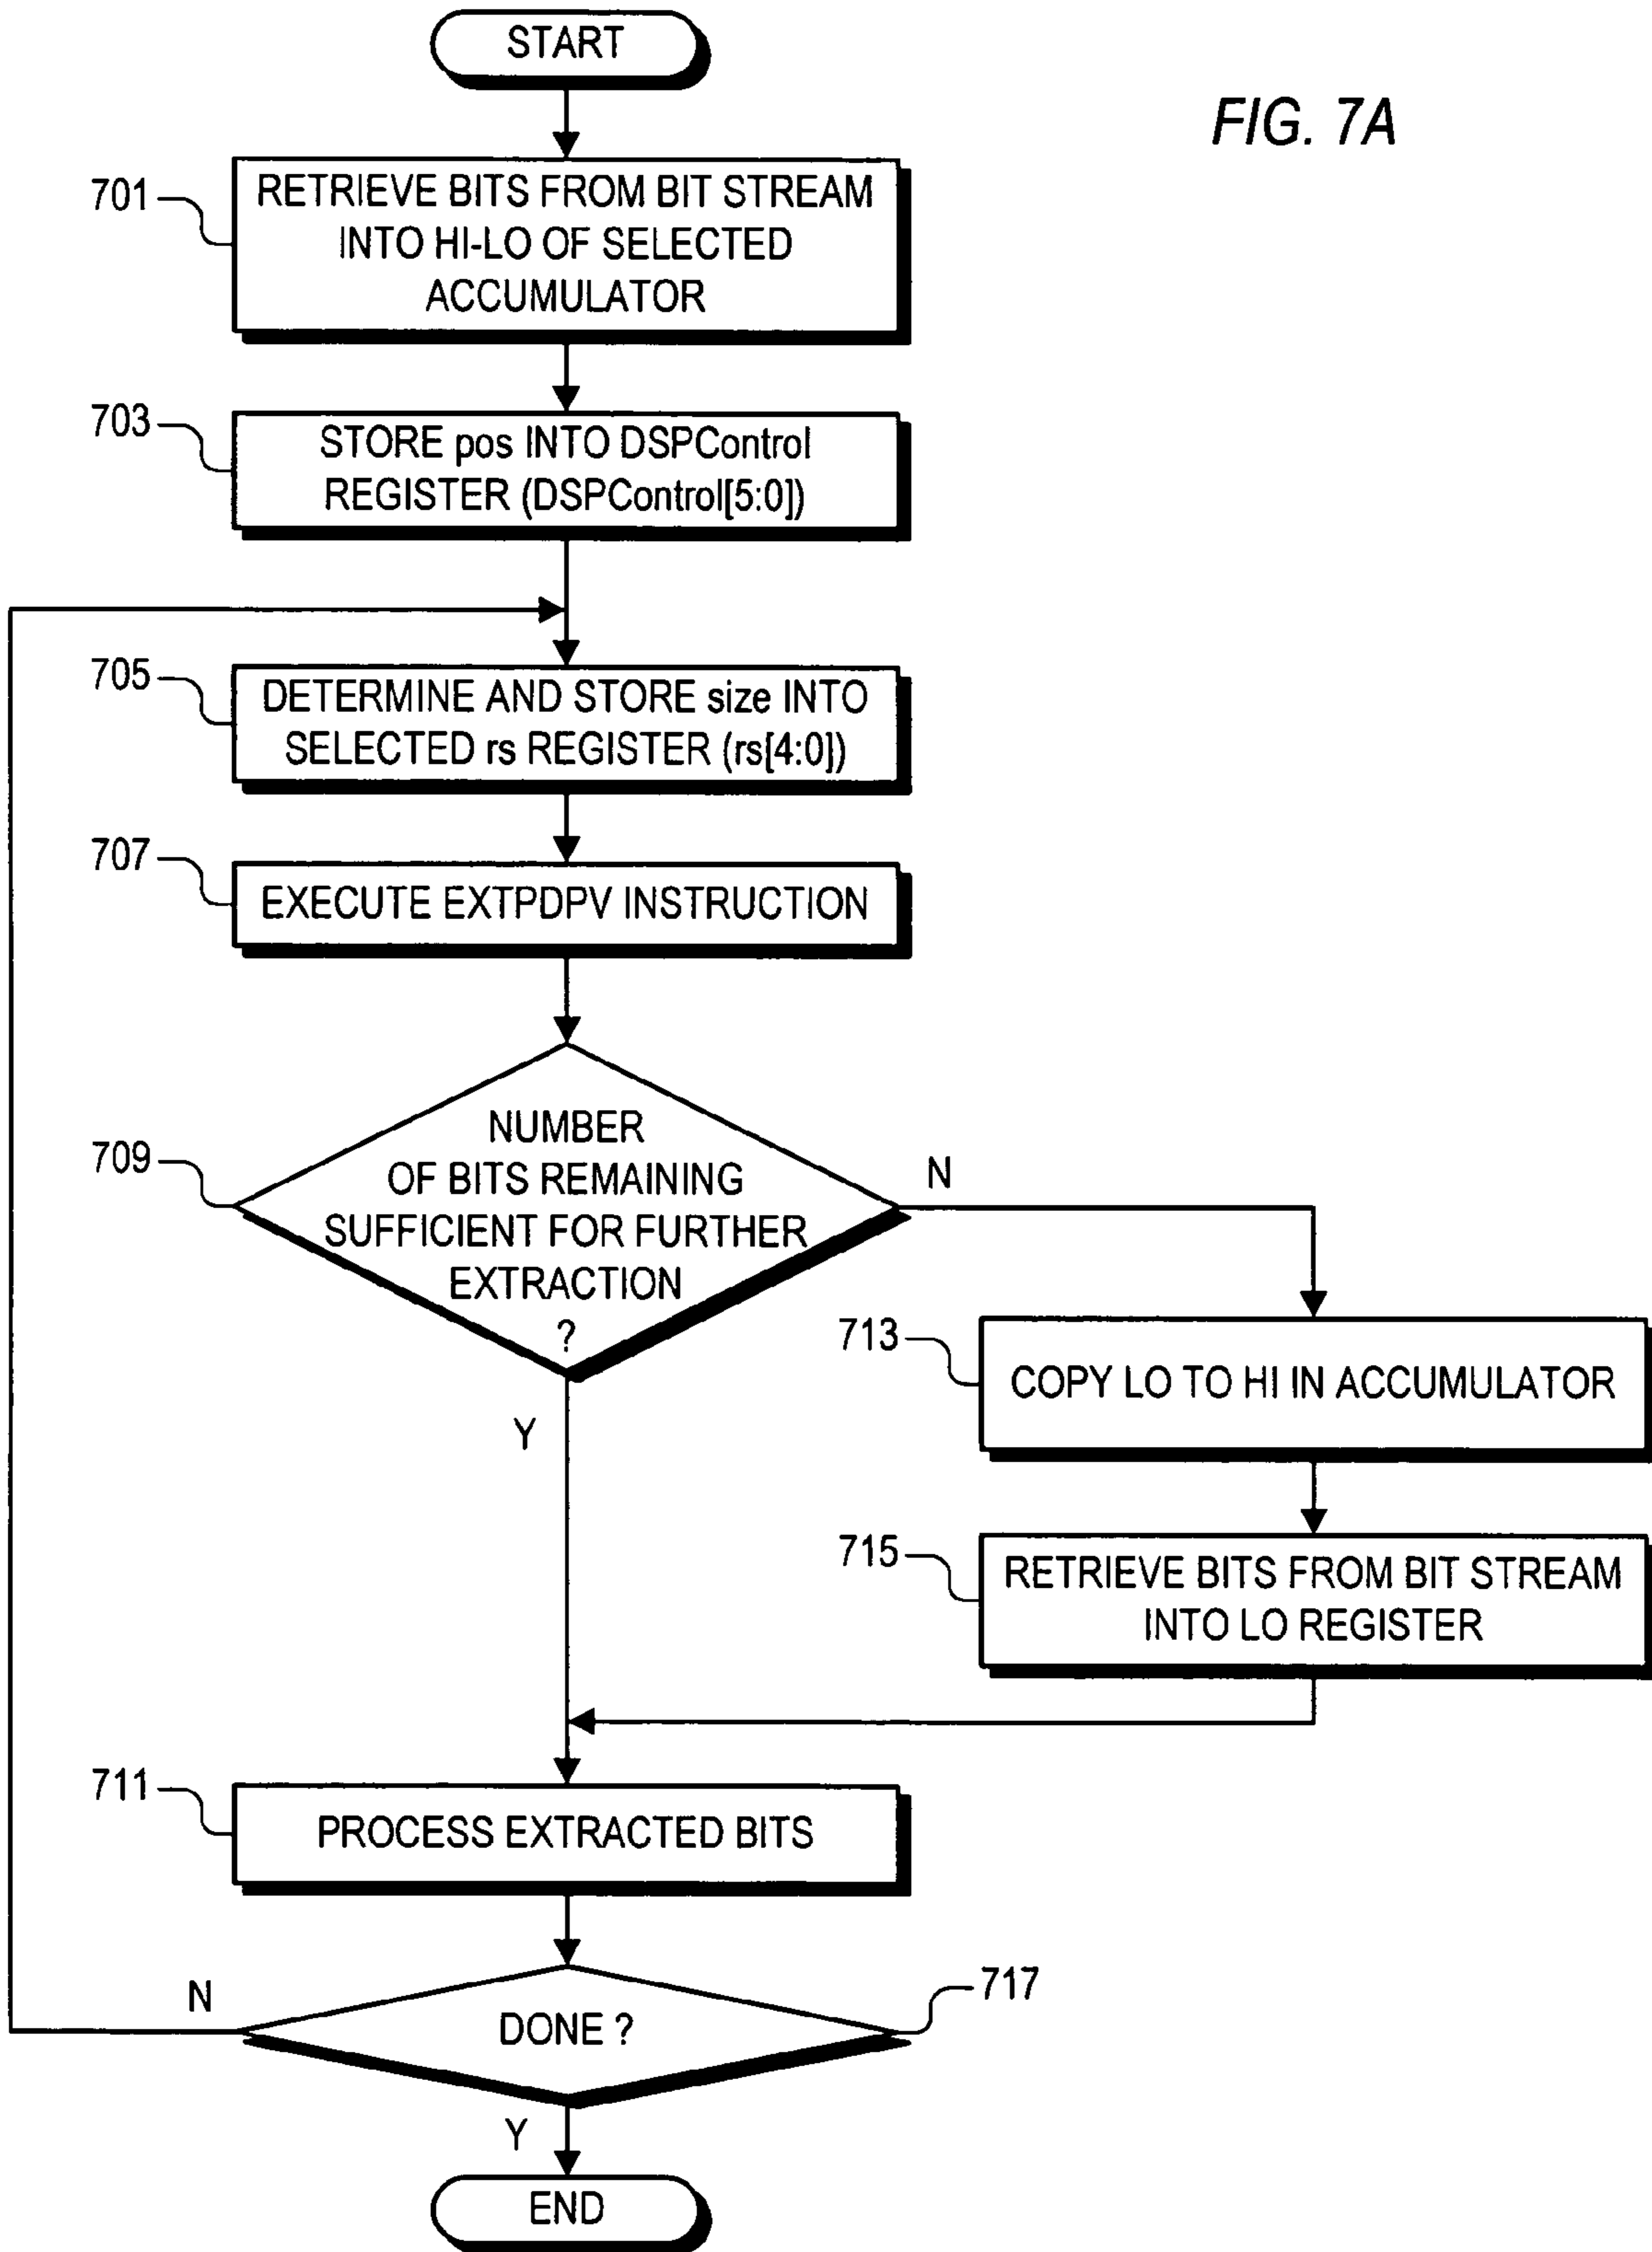 START
FIG. 7A
701
RETRIEVE BITS FROM BIT STREAM
INTO HI-LO OF SELECTED
ACCUMULATOR
703
STORE pos INTO DSPControl
REGISTER (DSPControl[5:0])
705
DETERMINE AND STORE size INTO
SELECTED rs REGISTER (rs[4:0])
707
EXECUTE EXTPDPV INSTRUCTION
709
NUMBER
OF BITS REMAINING
SUFFICIENT FOR FURTHER
EXTRACTION
?
N
Y
713
COPY LO TO HI IN ACCUMULATOR
715
RETRIEVE BITS FROM BIT STREAM
INTO LO REGISTER
711
PROCESS EXTRACTED BITS
717
N
DONE ?
Y
END